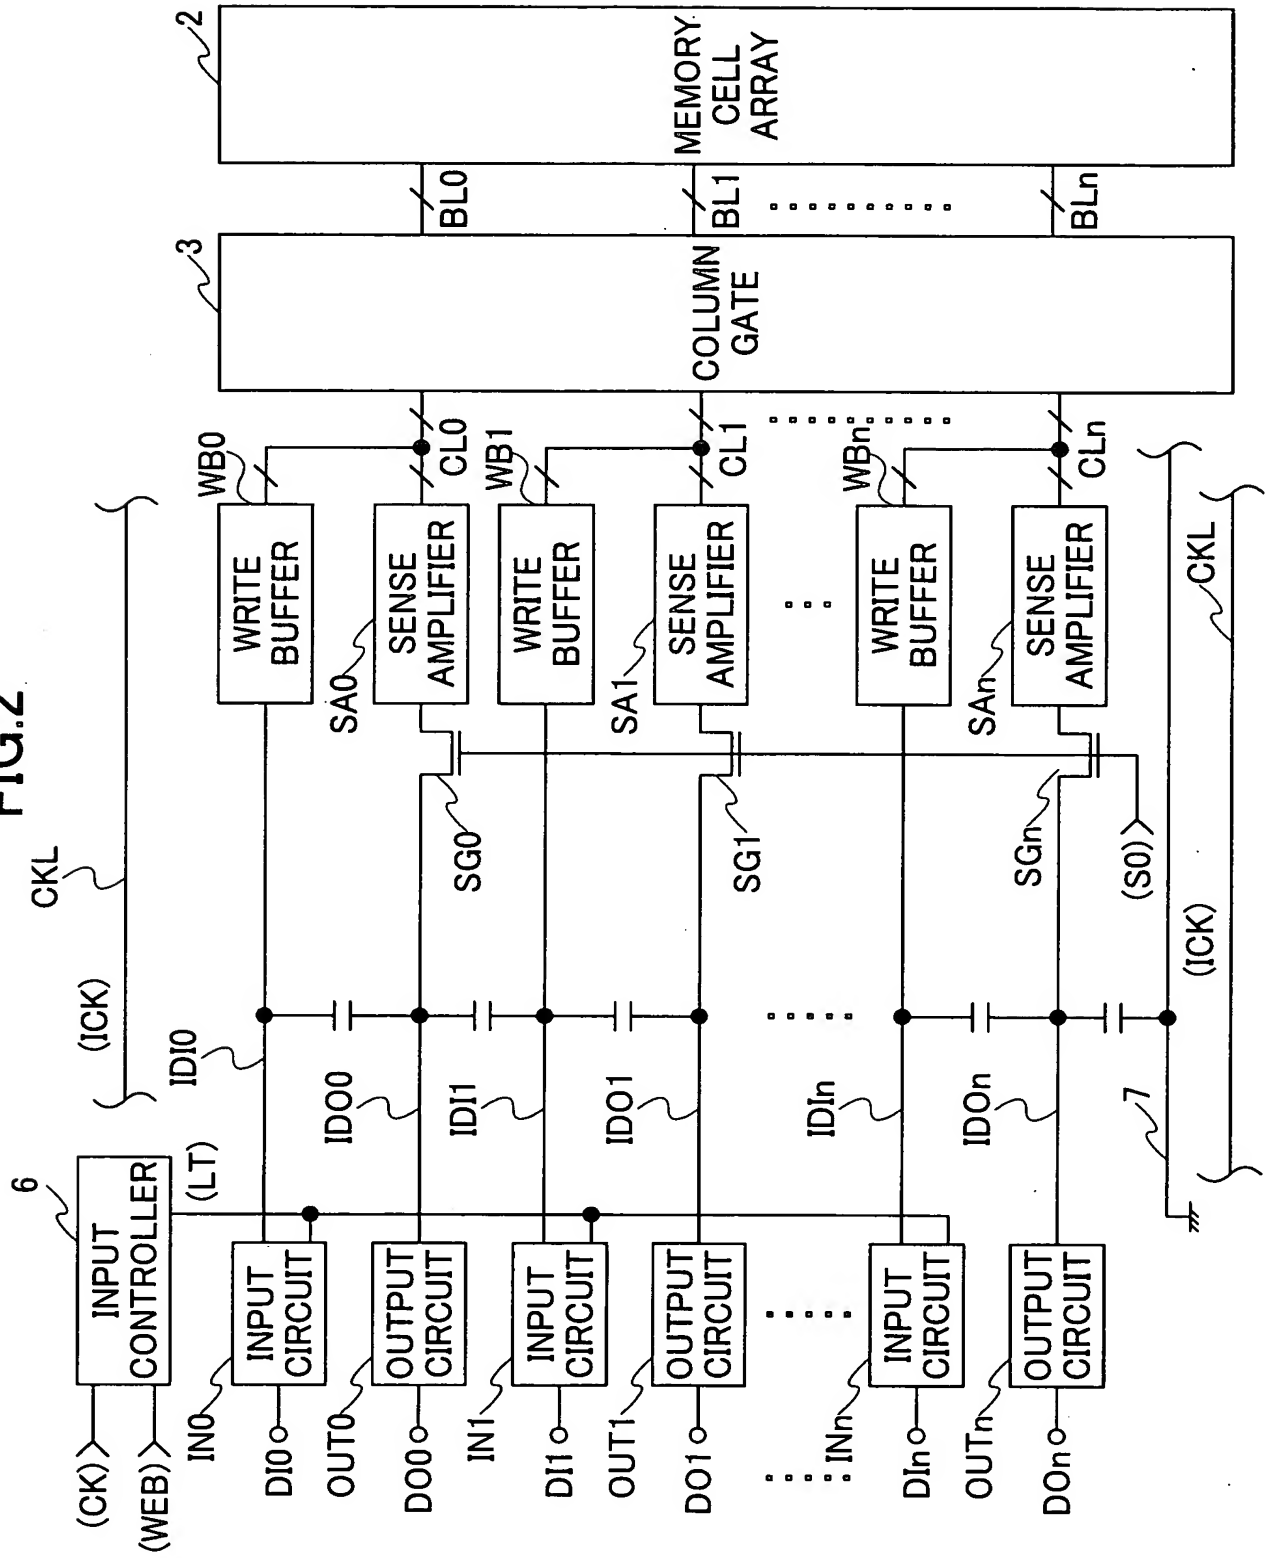 FIG.2
6
INPUT
CONTROLLER
(CK)
(WEB)
(LT)
(ICK)
CKL
2
3
MEMORY
CELL
ARRAY
COLUMN
GATE
BL0
BL1
BLn
CL0
CL1
CLn
WB0
WRITE
BUFFER
SA0
SENSE
AMPLIFIER
WB1
WRITE
BUFFER
SA1
SENSE
AMPLIFIER
WBn
WRITE
BUFFER
SAn
SENSE
AMPLIFIER
SG0
SG1
SGn
(S0)
IDI0
IDO0
IDI1
IDO1
IDIn
IDOn
7
(ICK)
CKL
IN0
INPUT
CIRCUIT
DI0
OUT0
OUTPUT
CIRCUIT
DO0
IN1
INPUT
CIRCUIT
DI1
OUT1
OUTPUT
CIRCUIT
DO1
INn
INPUT
CIRCUIT
DIn
OUTn
OUTPUT
CIRCUIT
DOn